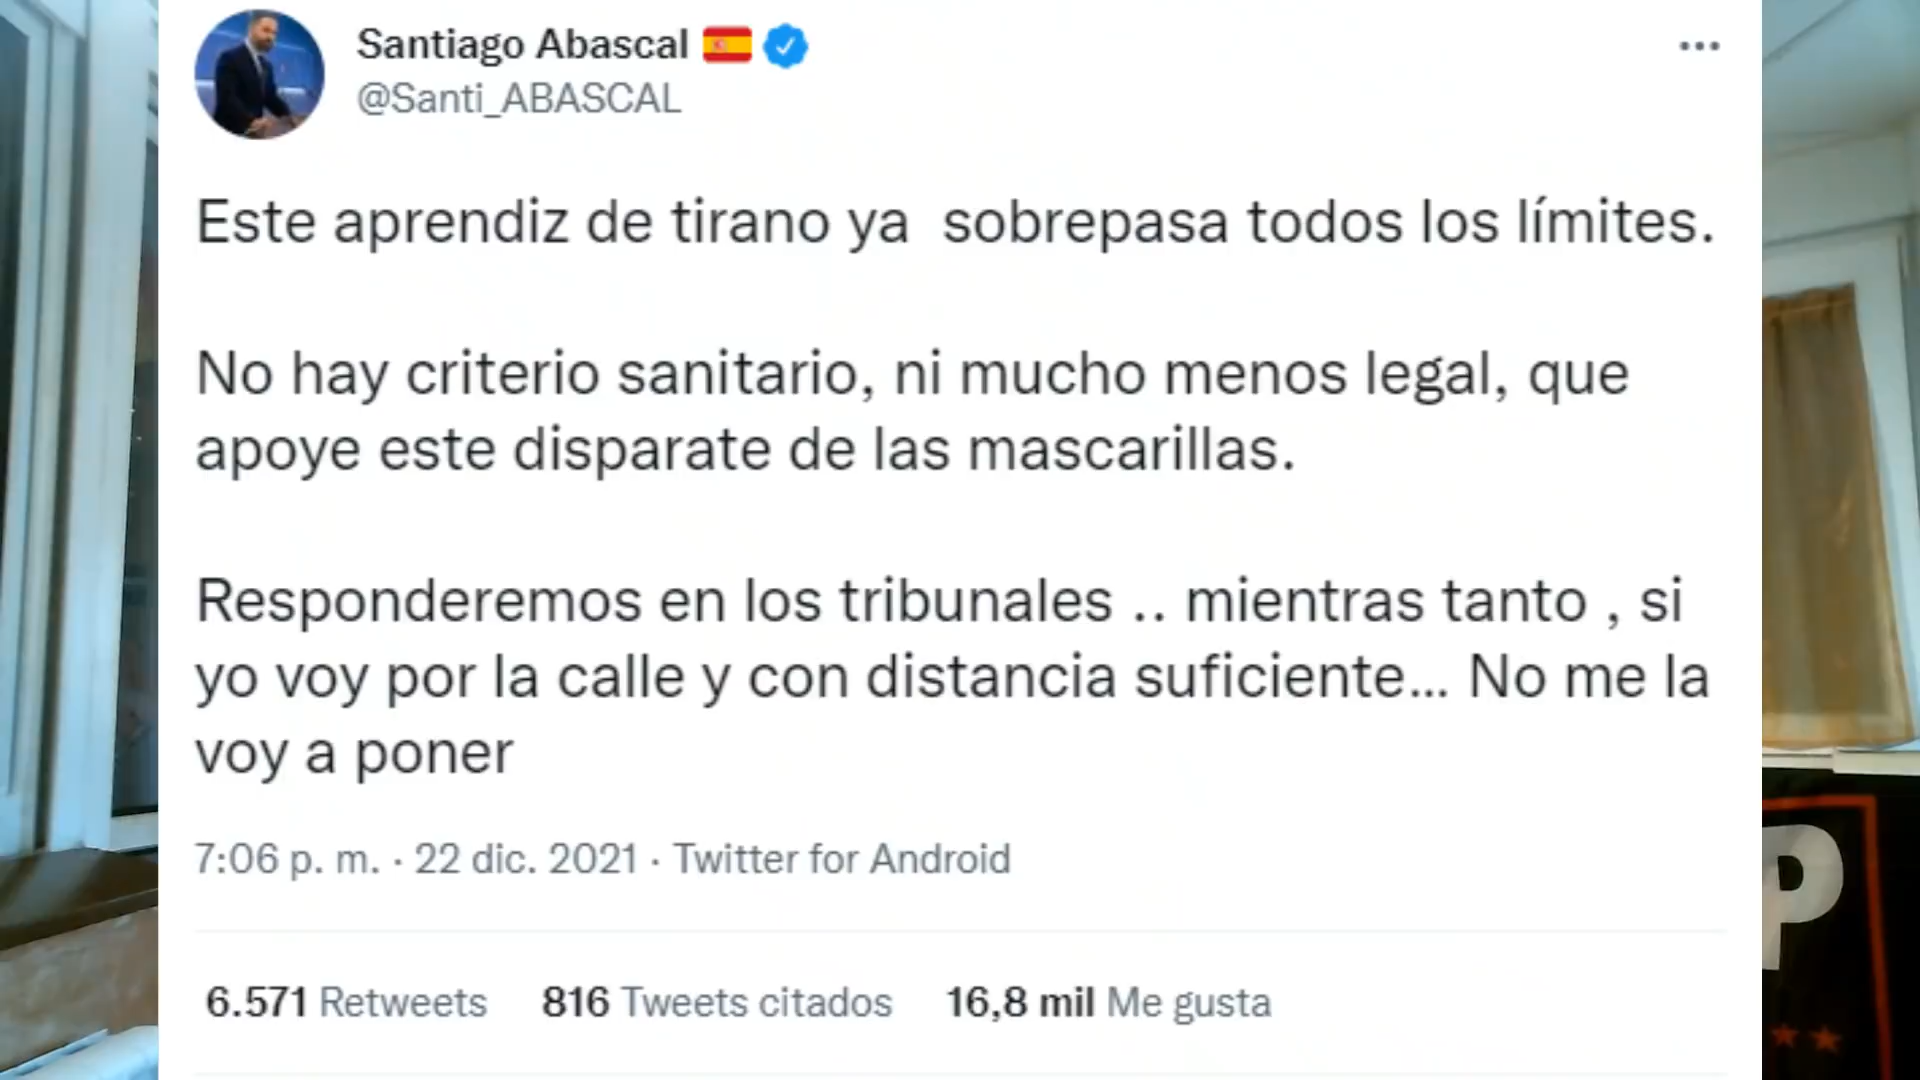 Santiago Abascal
@Santi_ABASCAL
Este aprendiz de tirano ya  sobrepasa todos los límites.
No hay criterio sanitario, ni mucho menos legal, que
apoye este disparate de las mascarillas.
Responderemos en los tribunales .. mientras tanto , si
yo voy por la calle y con distancia suficiente... No me la
voy a poner
7:06 p. m. · 22 dic. 2021 · Twitter for Android
6.571 Retweets 816 Tweets citados 16,8 mil Me gusta
P